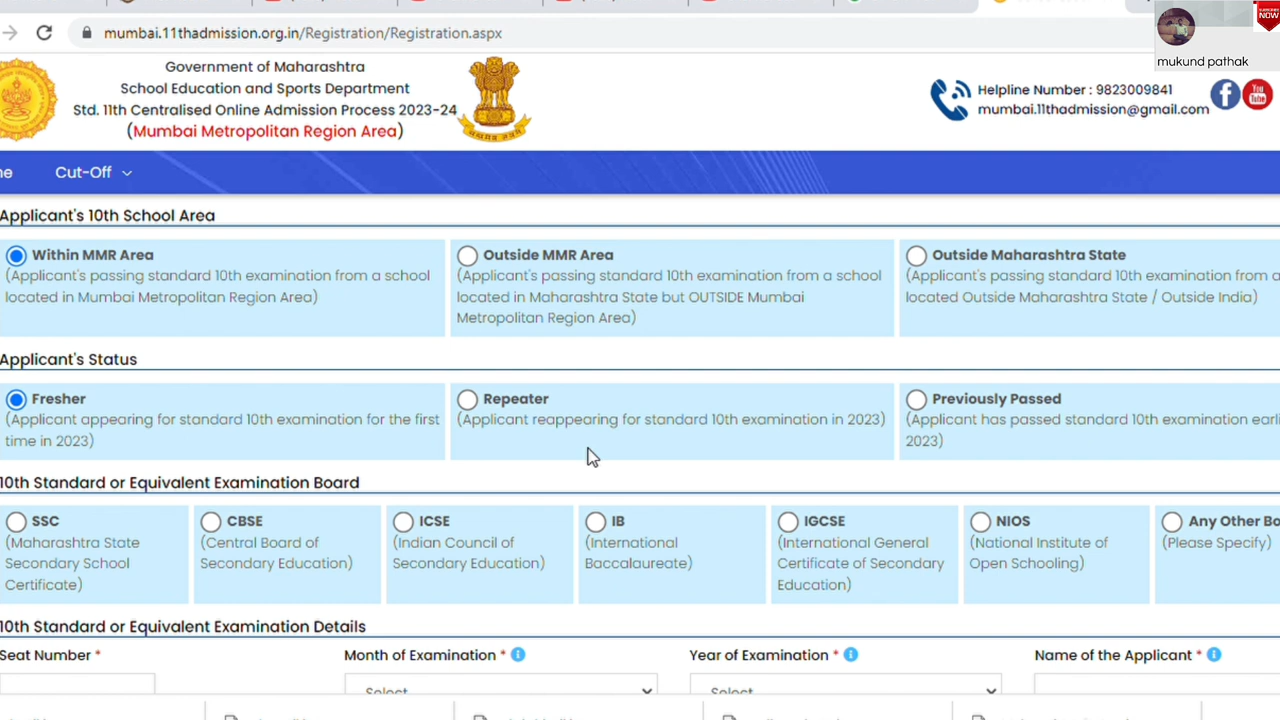 mumbai.11thadmission.org.in/Registration/Registration.aspx
SUBSCRIBE
NOW
mukund pathak
Government of Maharashtra
School Education and Sports Department
Std. 11th Centralised Online Admission Process 2023-24
(Mumbai Metropolitan Region Area)
Helpline Number : 9823009841
mumbai.11thadmission@gmail.com
You
Tube
Cut-Off
Applicant's 10th School Area
Within MMR Area
(Applicant's passing standard 10th examination from a school
located in Mumbai Metropolitan Region Area)
Outside MMR Area
(Applicant's passing standard 10th examination from a school
located in Maharashtra State but OUTSIDE Mumbai
Metropolitan Region Area)
Outside Maharashtra State
(Applicant's passing standard 10th examination from a
located Outside Maharashtra State / Outside India)
Applicant's Status
Fresher
(Applicant appearing for standard 10th examination for the first
time in 2023)
Repeater
(Applicant reappearing for standard 10th examination in 2023)
Previously Passed
(Applicant has passed standard 10th examination
2023)
10th Standard or Equivalent Examination Board
SSC
(Maharashtra State
Secondary School
Certificate)
CBSE
(Central Board of
Secondary Education)
ICSE
(Indian Council of
Secondary Education)
IB
(International
Baccalaureate)
IGCSE
(International General
Certificate of Secondary
Education)
NIOS
(National Institute of
Open Schooling)
Any Other
(Please Specify)
10th Standard or Equivalent Examination Details
Seat Number *
Month of Examination *
Year of Examination *
Name of the Applicant *
Select
Select